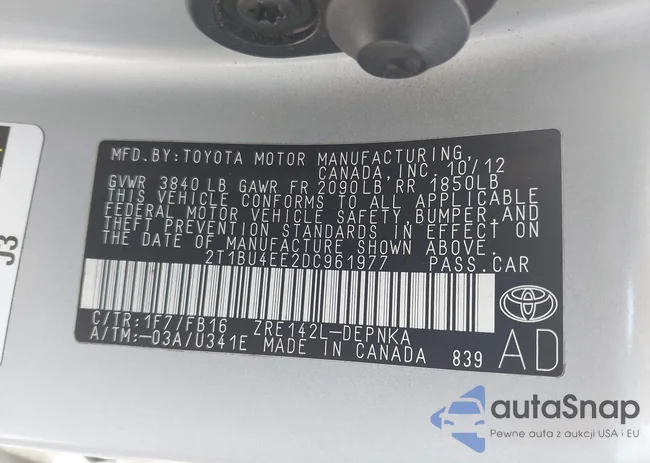 MFD.BY:TOYOTA MOTOR MANUFACTURING,
CANADA, INC. 10/12
GVWR 3840 LB GAWR FR 2090LB RR 1850LB
THIS VEHICLE CONFORMS TO ALL APPLICABLE
FEDERAL MOTOR VEHICLE SAFETY, BUMPER, AND
THEFT PREVENTION STANDARDS IN EFFECT ON
THE DATE OF MANUFACTURE SHOWN ABOVE.
2T1BU4EE2DC961977 PASS.CAR
C/TR:1F7/FB16 ZRE142L-DEPNKA
A/TM:-03A/U341E MADE IN CANADA 839
AD
J3
autaSnap
Pewne auta z aukcji USA i EU